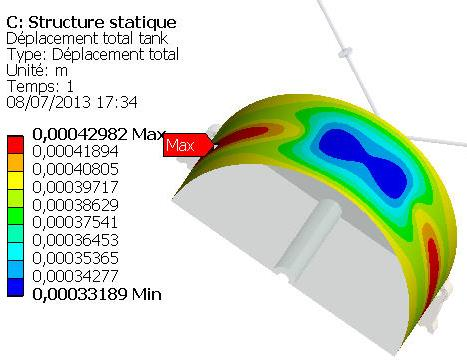 C: Structure statique
Déplacement total tank
Type: Déplacement total
Unité: m
Temps: 1
08/07/2013 17:34
0,00042982 Max
0,00041894
0,00040805
0,00039717
0,00038629
0,00037541
0,00036453
0,00035365
0,00034277
0,00033189 Min
Max